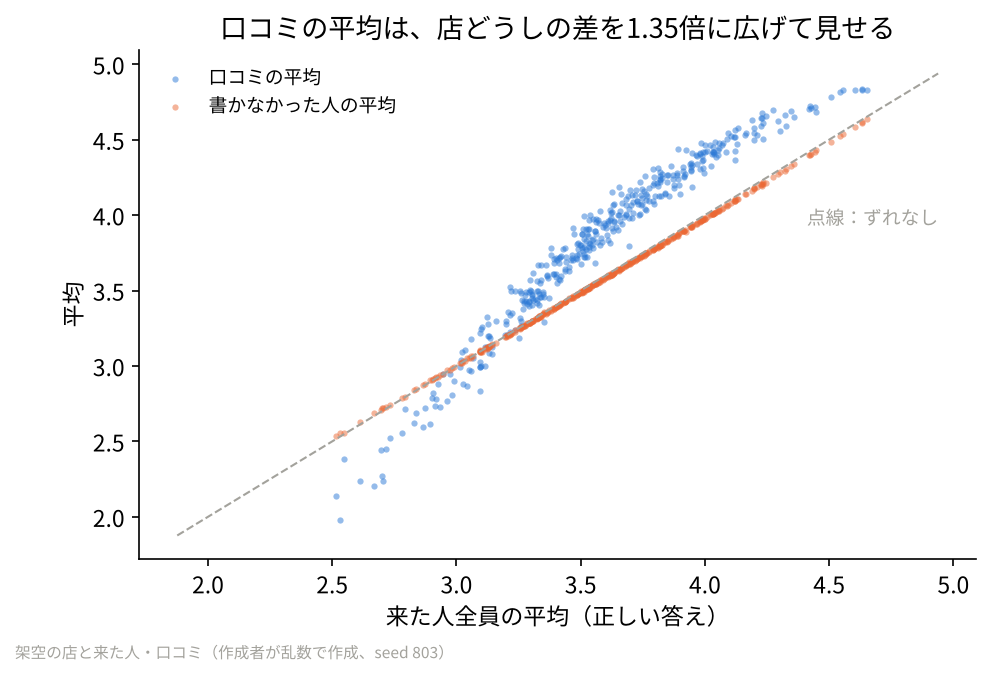 口コミの平均は、店どうしの差を1.35倍に広げて見せる
口コミの平均
書かなかった人の平均
平均
5.0
4.5
4.0
3.5
3.0
2.5
2.0
点線：ずれなし
2.0 2.5 3.0 3.5 4.0 4.5 5.0
来た人全員の平均（正しい答え）
架空の店と来た人・口コミ（作成者が乱数で作成、seed 803）